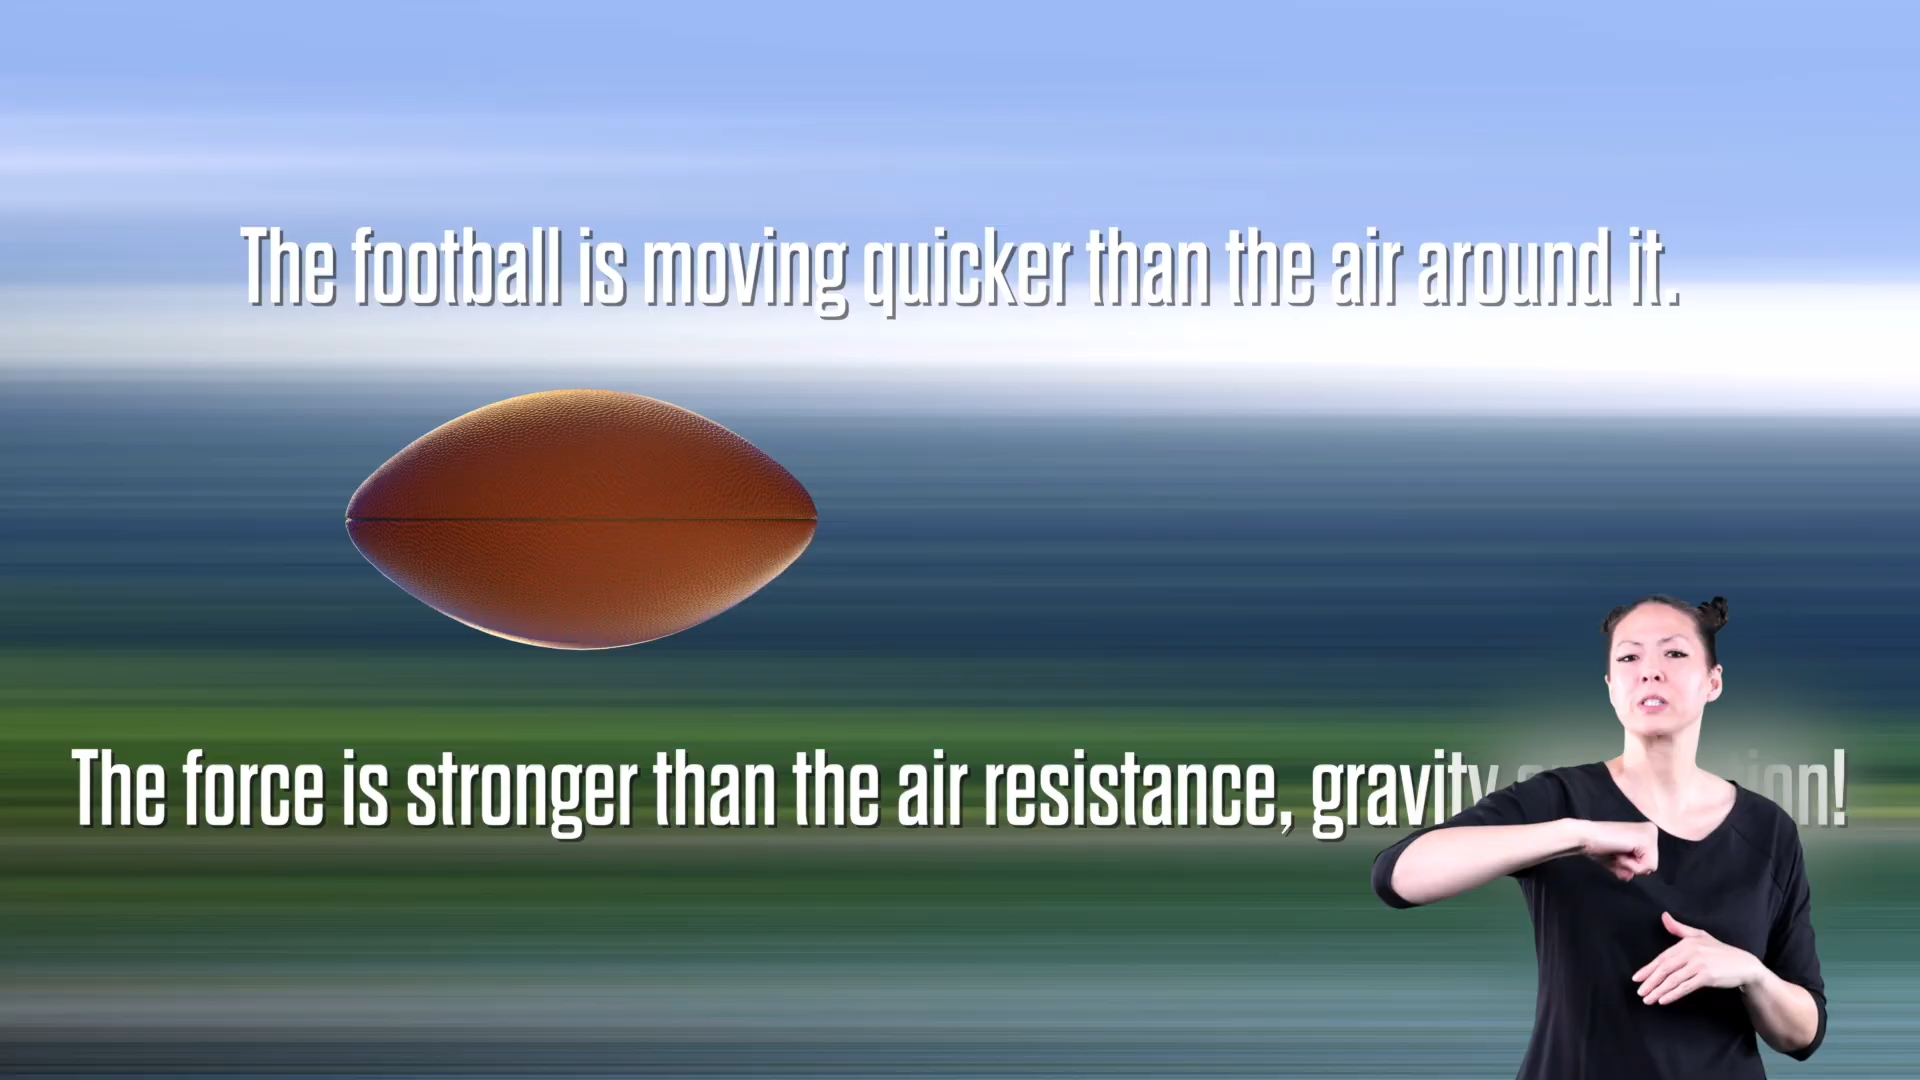 The football is moving quicker than the air around it.
The force is stronger than the air resistance, gravity